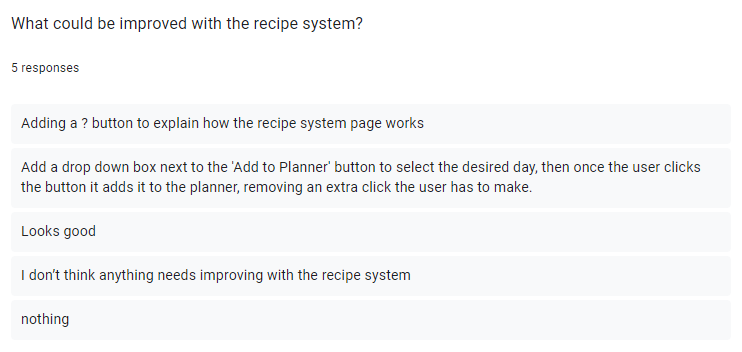 What could be improved with the recipe system?
5 responses
Adding a ? button to explain how the recipe system page works
Add a drop down box next to the 'Add to Planner' button to select the desired day, then once the user clicks
the button it adds it to the planner, removing an extra click the user has to make.
Looks good
I don't think anything needs improving with the recipe system
nothing